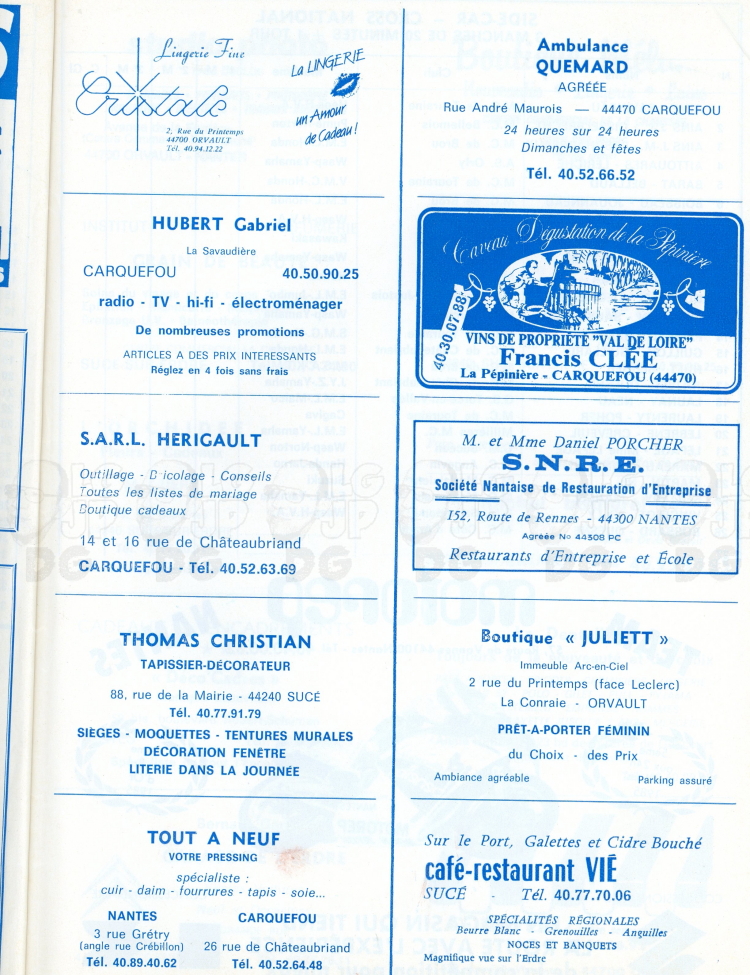 Lingerie Fine
Cristale
2, Rue du Printemps
44700 ORVAULT
Tél. 40.94.12.22
La LINGERIE
un Amour
de Cadeau !
HUBERT Gabriel
La Savaudière
CARQUEFOU 40.50.90.25
radio - TV - hi-fi - électroménager
De nombreuses promotions
ARTICLES A DES PRIX INTERESSANTS
Réglez en 4 fois sans frais
S.A.R.L. HERIGAULT
Outillage - Bricolage - Conseils
Toutes les listes de mariage
Boutique cadeaux
14 et 16 rue de Châteaubriand
CARQUEFOU - Tél. 40.52.63.69
THOMAS CHRISTIAN
TAPISSIER-DÉCORATEUR
88, rue de la Mairie - 44240 SUCÉ
Tél. 40.77.91.79
SIÈGES - MOQUETTES - TENTURES MURALES
DÉCORATION FENÊTRE
LITERIE DANS LA JOURNÉE
TOUT A NEUF
VOTRE PRESSING
spécialiste :
cuir - daim - fourrures - tapis - soie...
NANTES
3 rue Grétry
(angle rue Crébillon)
Tél. 40.89.40.62
CARQUEFOU
26 rue de Châteaubriand
Tél. 40.52.64.48
Ambulance
QUEMARD
AGRÉÉE
Rue André Maurois — 44470 CARQUEFOU
24 heures sur 24 heures
Dimanches et fêtes
Tél. 40.52.66.52
Caveau Dégustation de la Pépinière
40.30.07.88
VINS DE PROPRIÉTÉ "VAL DE LOIRE"
Francis CLÉE
La Pépinière - CARQUEFOU (44470)
M. et Mme Daniel PORCHER
S.N.R.E.
Société Nantaise de Restauration d'Entreprise
152, Route de Rennes - 44300 NANTES
Agréée No 44308 PC
Restaurants d'Entreprise et École
Boutique « JULIETT »
Immeuble Arc-en-Ciel
2 rue du Printemps (face Leclerc)
La Conraie - ORVAULT
PRÊT-A-PORTER FÉMININ
du Choix - des Prix
Ambiance agréable Parking assuré
Sur le Port, Galettes et Cidre Bouché
café-restaurant VIÉ
SUCÉ - Tél. 40.77.70.06
SPÉCIALITÉS RÉGIONALES
Beurre Blanc - Grenouilles - Anguilles
NOCES ET BANQUETS
Magnifique vue sur l'Erdre